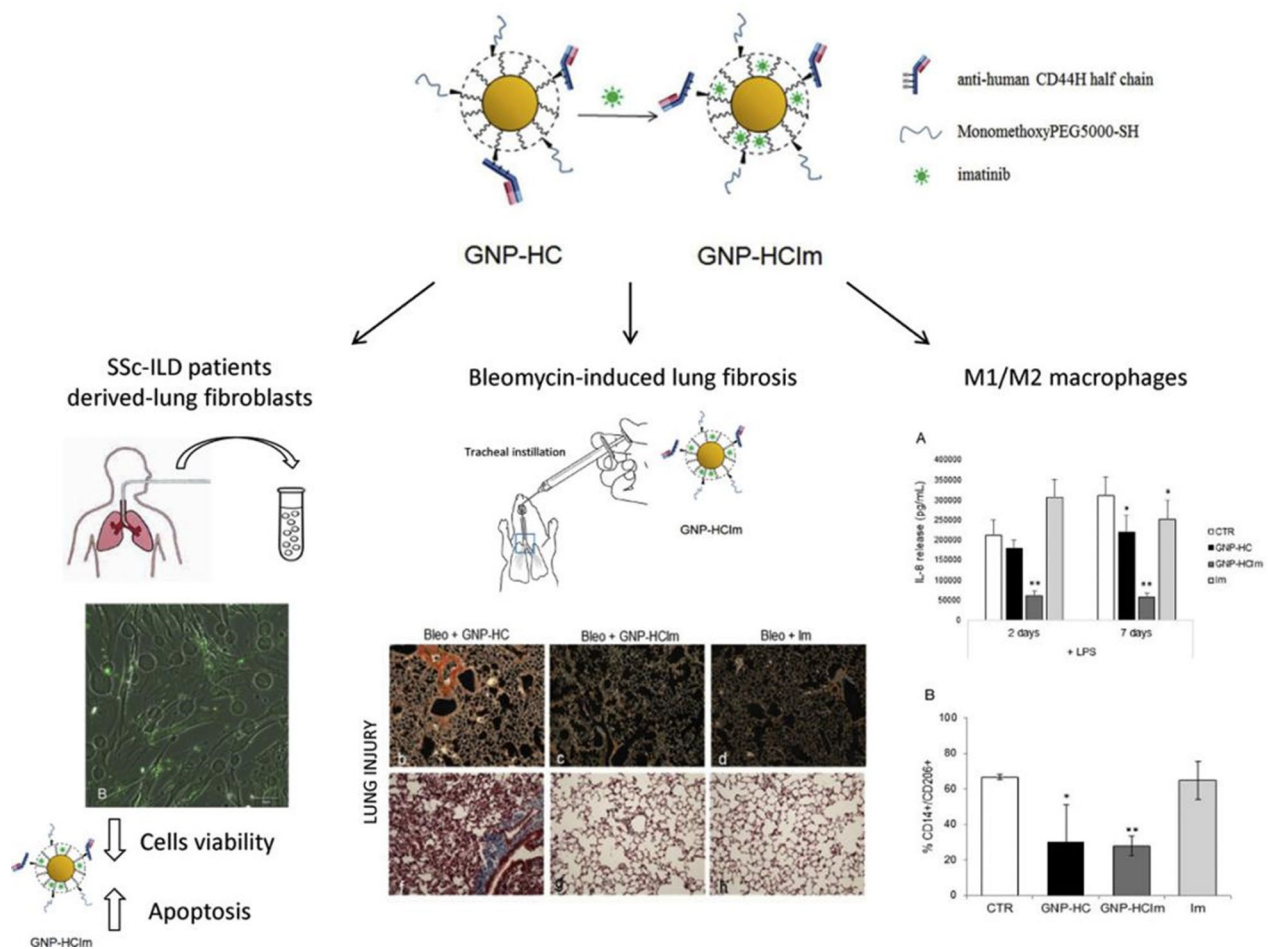 anti-human CD44H half chain
MonomethoxyPEG5000-SH
imatinib
GNP-HC
GNP-HCIm
SSc-ILD patients
derived-lung fibroblasts
B
Cells viability
Apoptosis
GNP-HCIm
Bleomycin-induced lung fibrosis
Tracheal instillation
GNP-HCIm
LUNG INJURY
Bleo + GNP-HC
Bleo + GNP-HCIm
Bleo + Im
b
c
d
f
g
h
M1/M2 macrophages
A
IL-8 release (pg/mL)
400000
350000
300000
250000
200000
150000
100000
50000
0
**
*
**
*
2 days
7 days
+ LPS
CTR
GNP-HC
GNP-HCIm
Im
B
% CD14+/CD206+
100
80
60
40
20
0
*
**
CTR
GNP-HC
GNP-HCIm
Im